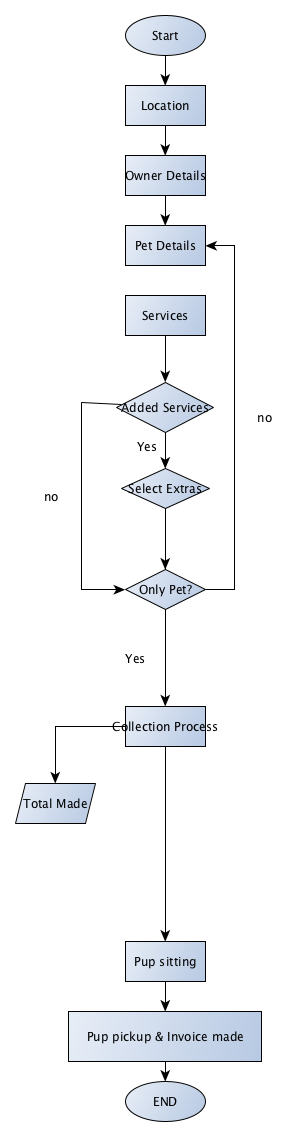 Start
Location
Owner Details
Pet Details
Services
Added Services
no
Yes
no
Select Extras
Only Pet?
Yes
Collection Process
Total Made
Pup sitting
Pup pickup & Invoice made
END